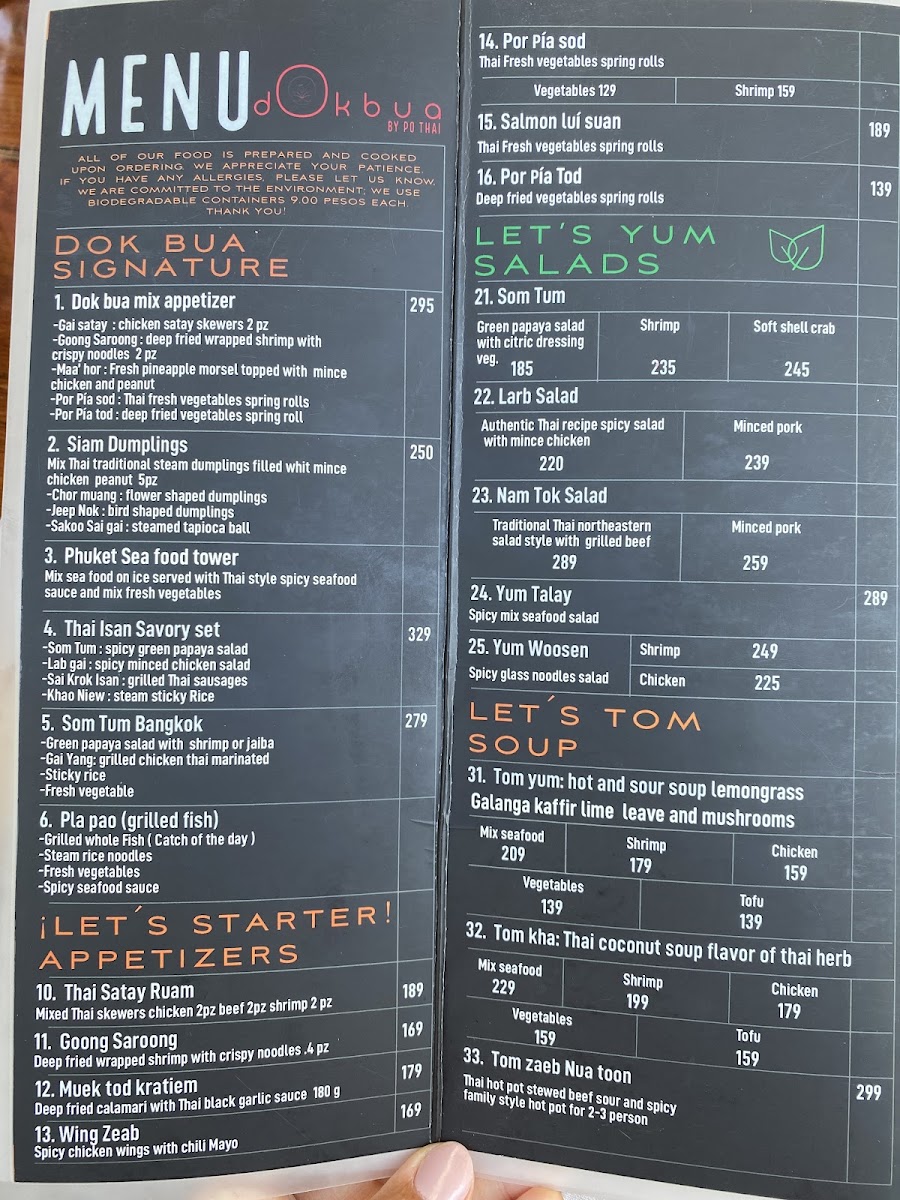 MENU
dOkbua
BY PO THAI
ALL OF OUR FOOD IS PREPARED AND COOKED
UPON ORDERING. WE APPRECIATE YOUR PATIENCE.
IF YOU HAVE ANY ALLERGIES, PLEASE LET US KNOW.
WE ARE COMMITTED TO THE ENVIRONMENT; WE USE
BIODEGRADABLE CONTAINERS 9.00 PESOS EACH.
THANK YOU!
DOK BUA
SIGNATURE
1. Dok bua mix appetizer 295
-Gai satay : chicken satay skewers 2 pz
-Goong Saroong : deep fried wrapped shrimp with
crispy noodles 2 pz
-Maa' hor : Fresh pineapple morsel topped with mince
chicken and peanut
-Por Pía sod : Thai fresh vegetables spring rolls
-Por Pía tod : deep fried vegetables spring roll
2. Siam Dumplings 250
Mix Thai traditional steam dumplings filled whit mince
chicken peanut 5pz
-Chor muang : flower shaped dumplings
-Jeep Nok : bird shaped dumplings
-Sakoo Sai gai : steamed tapioca ball
3. Phuket Sea food tower
Mix sea food on ice served with Thai style spicy seafood
sauce and mix fresh vegetables
4. Thai Isan Savory set 329
-Som Tum : spicy green papaya salad
-Lab gai : spicy minced chicken salad
-Sai Krok Isan : grilled Thai sausages
-Khao Niew : steam sticky Rice
5. Som Tum Bangkok 279
-Green papaya salad with shrimp or jaiba
-Gai Yang: grilled chicken thai marinated
-Sticky rice
-Fresh vegetable
6. Pla pao (grilled fish)
-Grilled whole Fish ( Catch of the day )
-Steam rice noodles
-Fresh vegetables
-Spicy seafood sauce
¡LET´S STARTER!
APPETIZERS
10. Thai Satay Ruam 189
Mixed Thai skewers chicken 2pz beef 2pz shrimp 2 pz
11. Goong Saroong 169
Deep fried wrapped shrimp with crispy noodles .4 pz
12. Muek tod kratiem 179
Deep fried calamari with Thai black garlic sauce 180 g
13. Wing Zeab 169
Spicy chicken wings with chili Mayo
14. Por Pía sod
Thai Fresh vegetables spring rolls
Vegetables 129 Shrimp 159
15. Salmon luí suan 189
Thai Fresh vegetables spring rolls
16. Por Pía Tod 139
Deep fried vegetables spring rolls
LET'S YUM
SALADS
21. Som Tum
Green papaya salad Shrimp Soft shell crab
with citric dressing
veg. 185 235 245
22. Larb Salad
Authentic Thai recipe spicy salad Minced pork
with mince chicken
220 239
23. Nam Tok Salad
Traditional Thai northeastern Minced pork
salad style with grilled beef
289 259
24. Yum Talay 289
Spicy mix seafood salad
25. Yum Woosen Shrimp 249
Spicy glass noodles salad Chicken 225
LET´S TOM
SOUP
31. Tom yum: hot and sour soup lemongrass
Galanga kaffir lime leave and mushrooms
Mix seafood Shrimp Chicken
209 179 159
Vegetables Tofu
139 139
32. Tom kha: Thai coconut soup flavor of thai herb
Mix seafood Shrimp Chicken
229 199 179
Vegetables Tofu
159 159
33. Tom zaeb Nua toon 299
Thai hot pot stewed beef sour and spicy
family style hot pot for 2-3 person